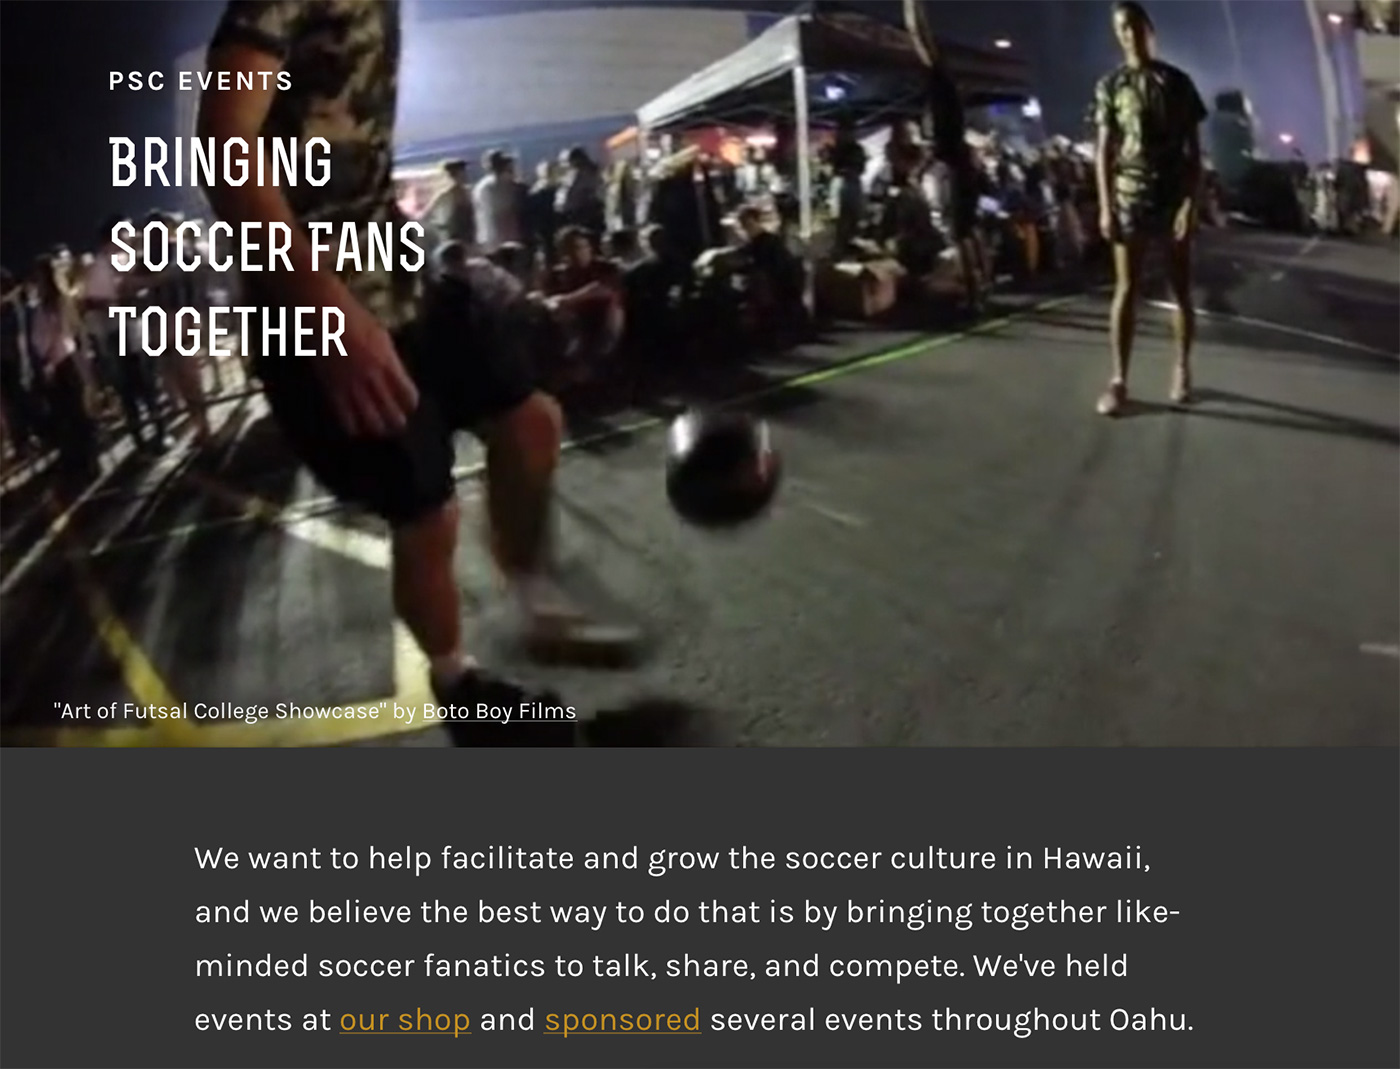 PSC EVENTS
BRINGING
SOCCER FANS
TOGETHER
"Art of Futsal College Showcase" by Boto Boy Films
We want to help facilitate and grow the soccer culture in Hawaii,
and we believe the best way to do that is by bringing together like-
minded soccer fanatics to talk, share, and compete. We've held
events at our shop and sponsored several events throughout Oahu.